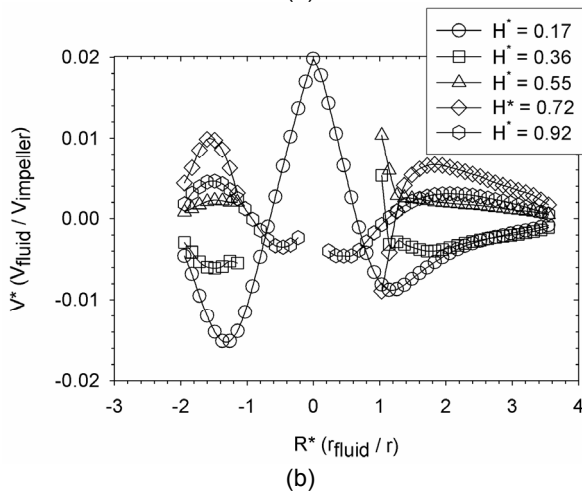 H* = 0.17
H* = 0.36
H* = 0.55
H* = 0.72
H* = 0.92
0.02
0.01
0.00
-0.01
-0.02
V* (Vfluid / Vimpeller)
-3 -2 -1 0 1 2 3 4
R* (rfluid / r)
(b)